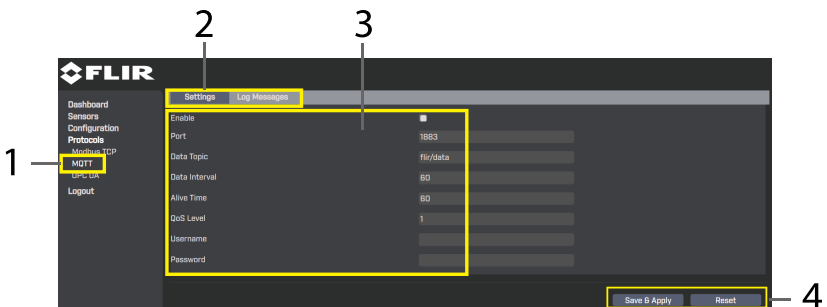 2 3
FLIR
Settings Log Messages
Dashboard
Sensors
Configuration
Protocols
Modbus TCP
1 MQTT
OPC UA
Logout
Enable
Port 1883
Data Topic flir/data
Data Interval 60
Alive Time 60
QoS Level 1
Username
Password
Save & Apply Reset 4